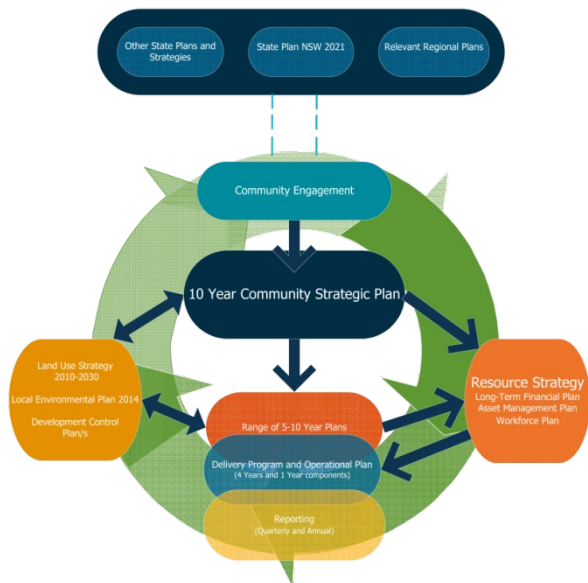 Other State Plans and
Strategies
State Plan NSW 2021
Relevant Regional Plans
Community Engagement
10 Year Community Strategic Plan
Land Use Strategy
2010-2030
Local Environmental Plan 2014
Development Control
Plan/s
Resource Strategy
Long-Term Financial Plan
Asset Management Plan
Workforce Plan
Range of 5-10 Year Plans
Delivery Program and Operational Plan
(4 Years and 1 Year components)
Reporting
(Quarterly and Annual)